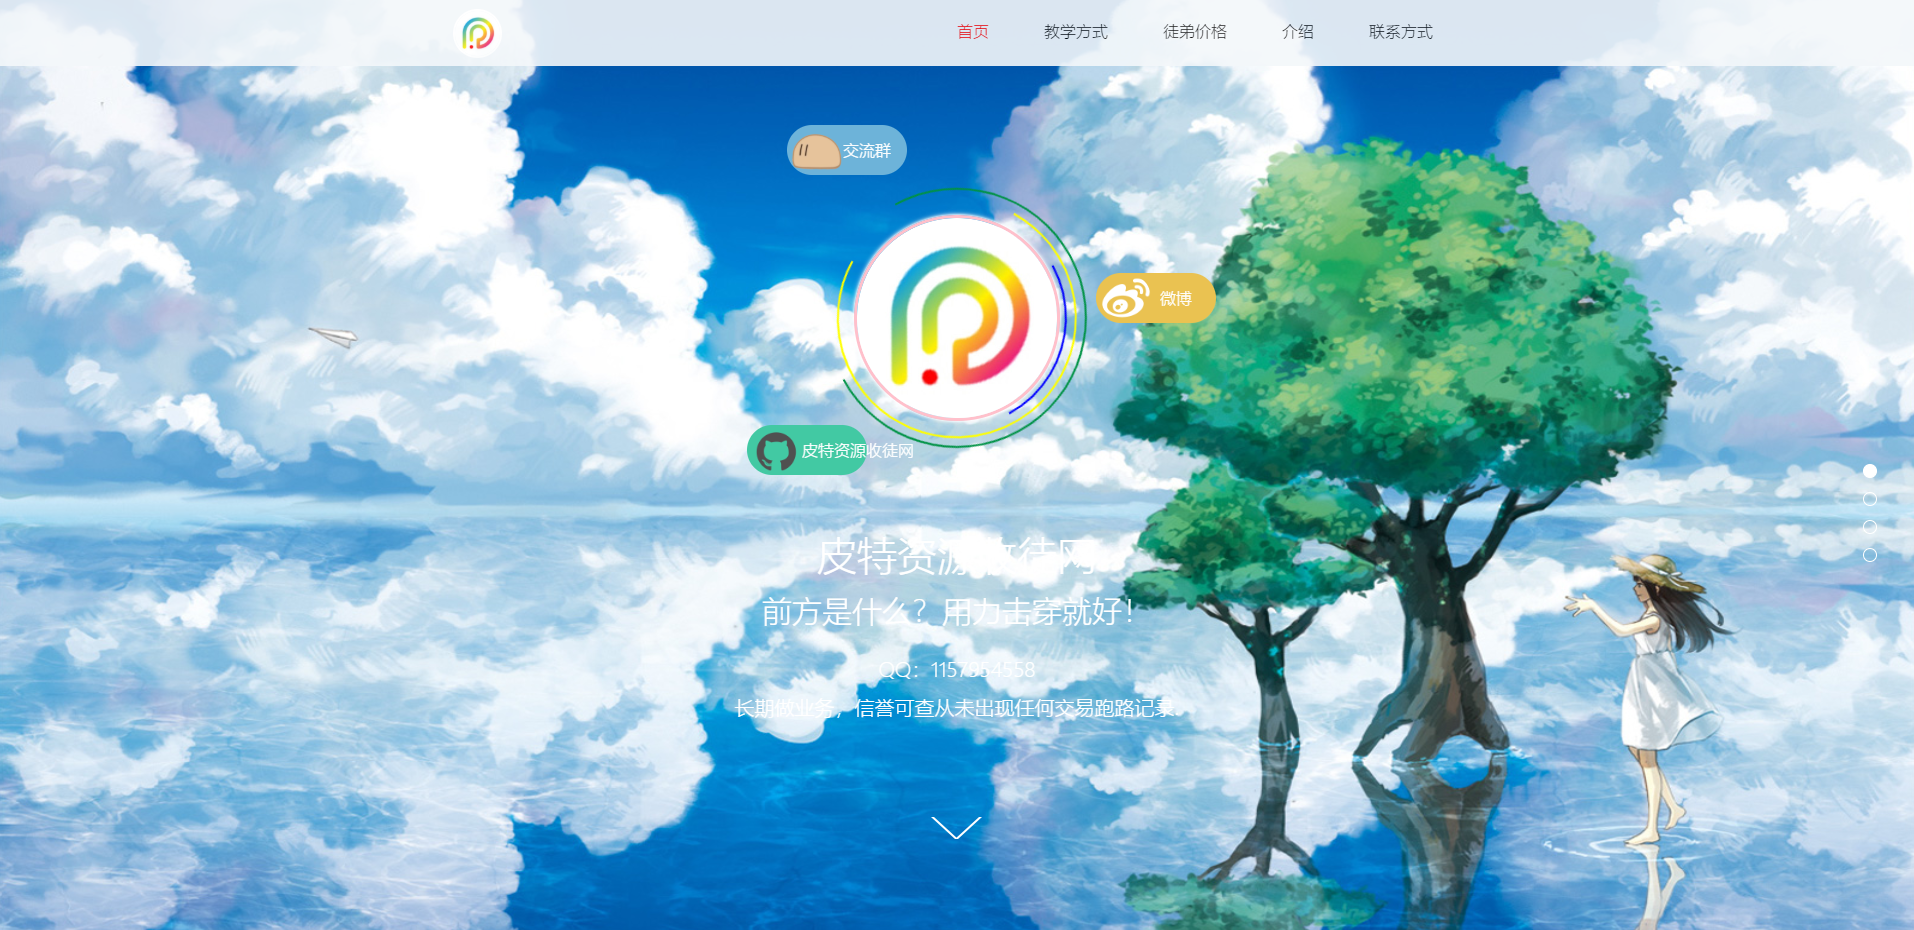 首页 教学方式 徒弟价格 介绍 联系方式
交流群
微博
皮特资源收徒网
皮特资源收徒网
前方是什么？用力击穿就好！
QQ：1157954558
长期做业务，信誉可查从未出现任何交易跑路记录。